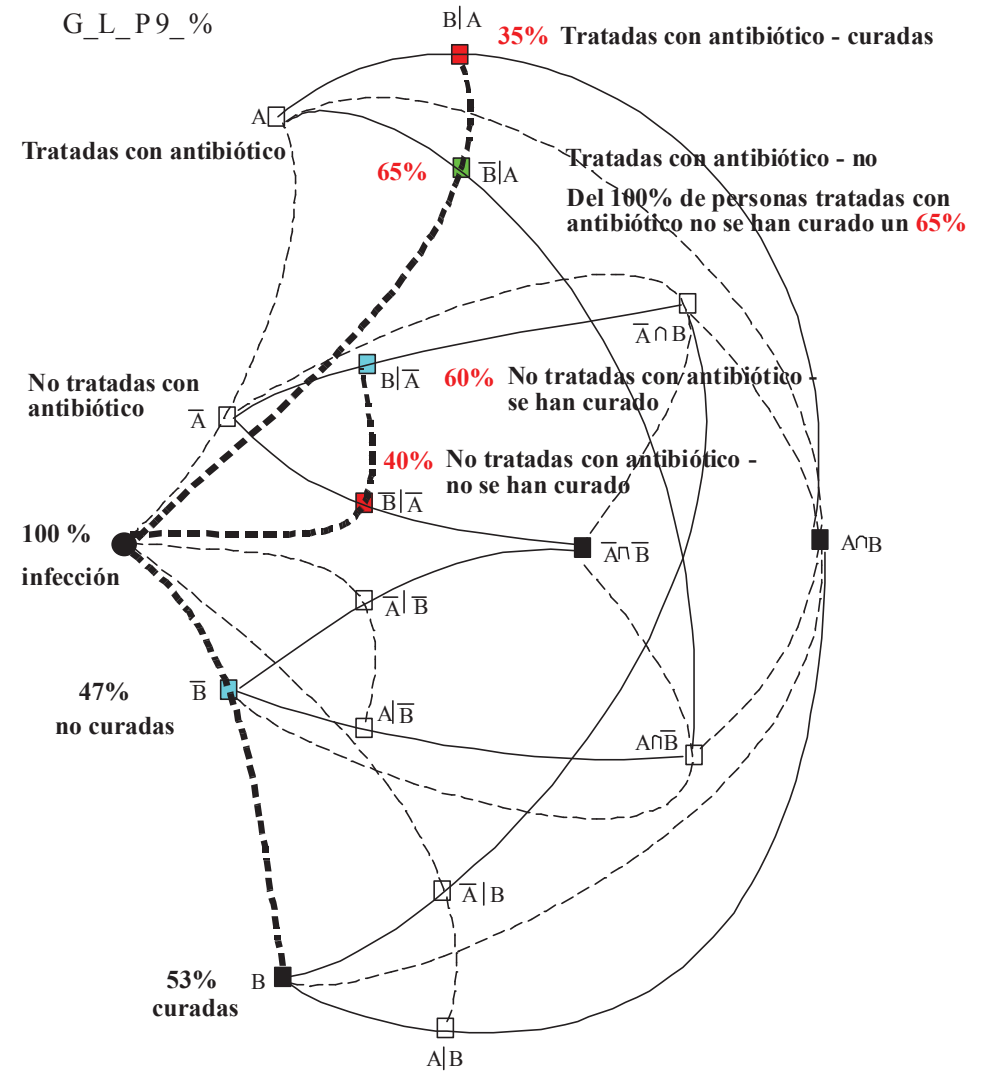 G_L_P9_%
B|A
35% Tratadas con antibiótico - curadas
A
Tratadas con antibiótico
65%
B̅|A
Tratadas con antibiótico - no
Del 100% de personas tratadas con
antibiótico no se han curado un 65%
A̅∩B
No tratadas con
antibiótico
A̅
B|A̅
60% No tratadas con antibiótico -
se han curado
40% No tratadas con antibiótico -
no se han curado
B̅|A̅
100 %
infección
A̅∩B̅
A∩B
A̅|B̅
B̅
47%
no curadas
A|B̅
A∩B̅
A̅|B
53%
curadas
B
A|B